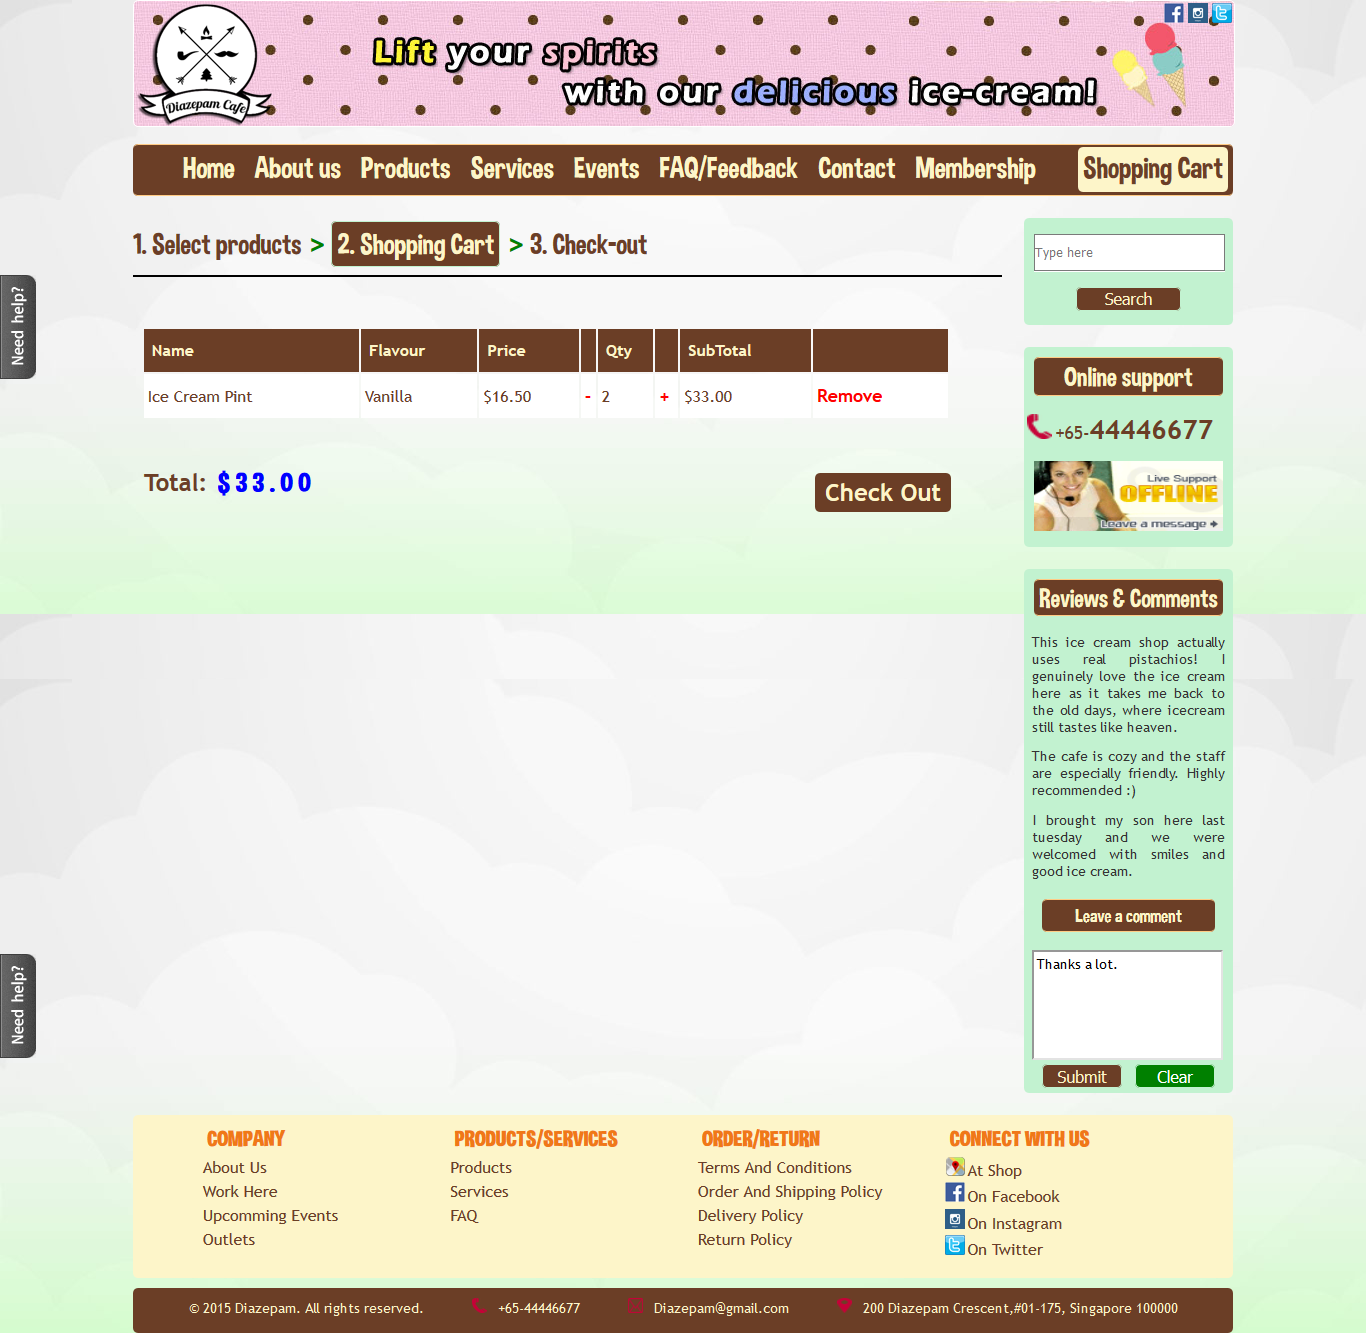 Diazepam Cafe
Lift your spirits
with our delicious ice-cream!
Home About us Products Services Events FAQ/Feedback Contact Membership Shopping Cart
1. Select products > 2. Shopping Cart > 3. Check-out
Type here
Search
Need help?
Name Flavour Price Qty SubTotal
Ice Cream Pint Vanilla $16.50 - 2 + $33.00 Remove
Total: $33.00
Check Out
Online support
+65-44446677
Live Support
OFFLINE
Leave a message
Reviews & Comments
This ice cream shop actually
uses real pistachios! I
genuinely love the ice cream
here as it takes me back to
the old days, where icecream
still tastes like heaven.
The cafe is cozy and the staff
are especially friendly. Highly
recommended :)
I brought my son here last
tuesday and we were
welcomed with smiles and
good ice cream.
Leave a comment
Thanks a lot.
Submit Clear
Need help?
COMPANY
About Us
Work Here
Upcomming Events
Outlets
PRODUCTS/SERVICES
Products
Services
FAQ
ORDER/RETURN
Terms And Conditions
Order And Shipping Policy
Delivery Policy
Return Policy
CONNECT WITH US
At Shop
On Facebook
On Instagram
On Twitter
© 2015 Diazepam. All rights reserved. +65-44446677 Diazepam@gmail.com 200 Diazepam Crescent,#01-175, Singapore 100000